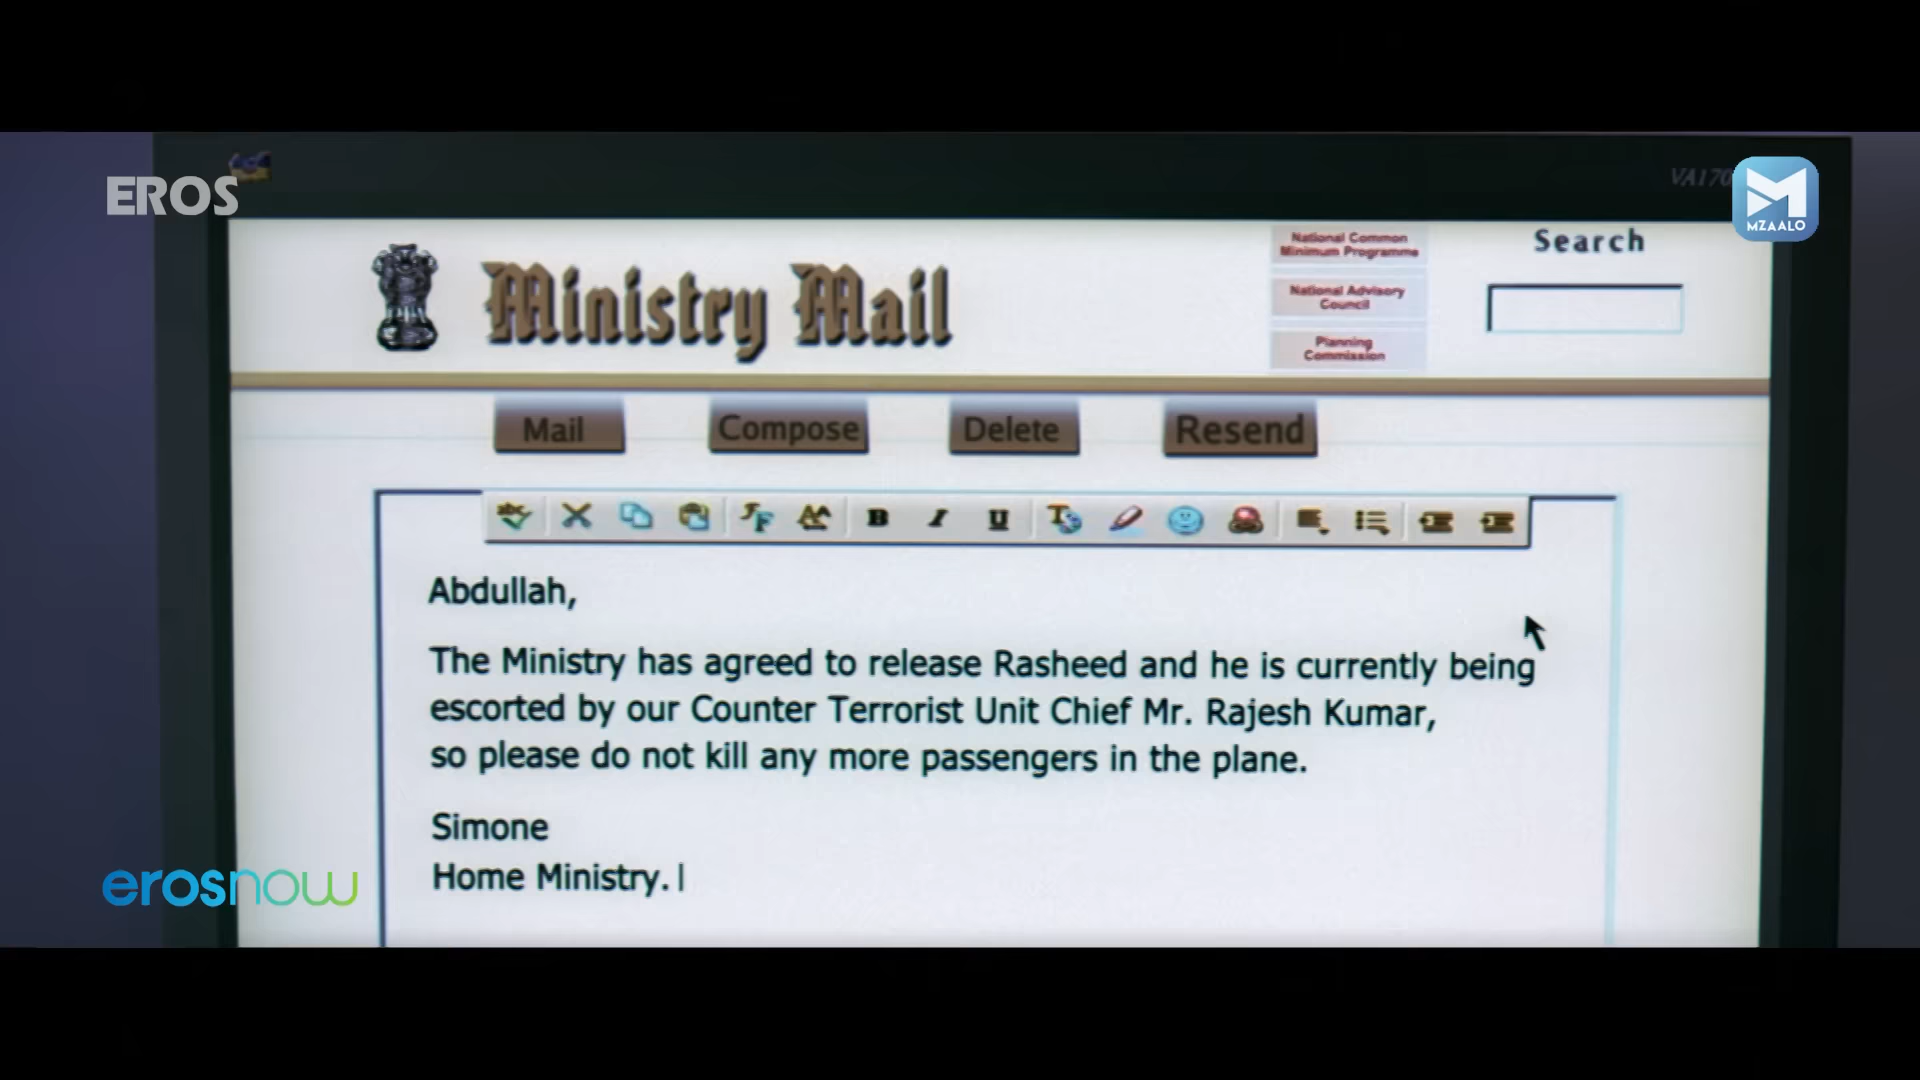 EROS
VA170
MZAALO
Ministry Mail
National Common
Minimum Programme
National Advisory
Council
Planning
Commission
Search
Mail
Compose
Delete
Resend
abc
B
I
U
Abdullah,
The Ministry has agreed to release Rasheed and he is currently being
escorted by our Counter Terrorist Unit Chief Mr. Rajesh Kumar,
so please do not kill any more passengers in the plane.
Simone
Home Ministry.
erosnow